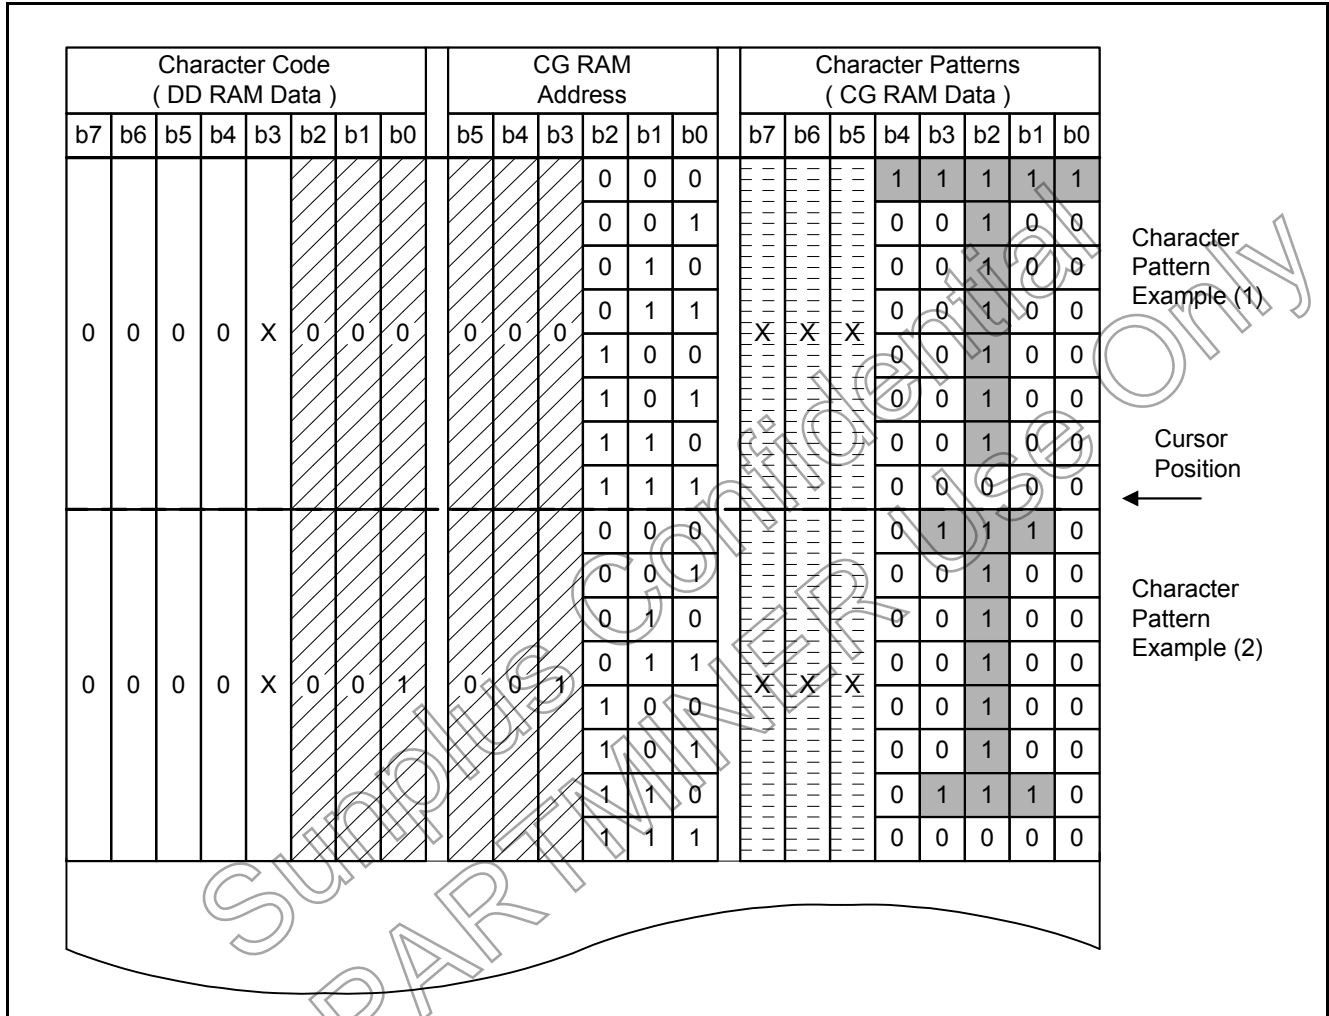 Character Code
( DD RAM Data )
CG RAM
Address
Character Patterns
( CG RAM Data )
b7 b6 b5 b4 b3 b2 b1 b0 b5 b4 b3 b2 b1 b0 b7 b6 b5 b4 b3 b2 b1 b0
0 0 0 1 1 1 1 1
0 0 1 0 0 1 0 0
0 1 0 0 0 1 0 0
0 1 1 0 0 1 0 0
0 0 0 0 X 0 0 0 0 0 0 X X X
1 0 0 0 0 1 0 0
1 0 1 0 0 1 0 0
1 1 0 0 0 1 0 0
1 1 1 0 0 0 0 0
Character
Pattern
Example (1)
Cursor
Position
0 0 0 0 1 1 1 0
0 0 1 0 0 1 0 0
0 1 0 0 0 1 0 0
0 1 1 0 0 1 0 0
0 0 0 0 X 0 0 1 0 0 1 X X X
1 0 0 0 0 1 0 0
1 0 1 0 0 1 0 0
1 1 0 0 1 1 1 0
1 1 1 0 0 0 0 0
Character
Pattern
Example (2)
Sunplus Confidential
PARTMINER Use Only